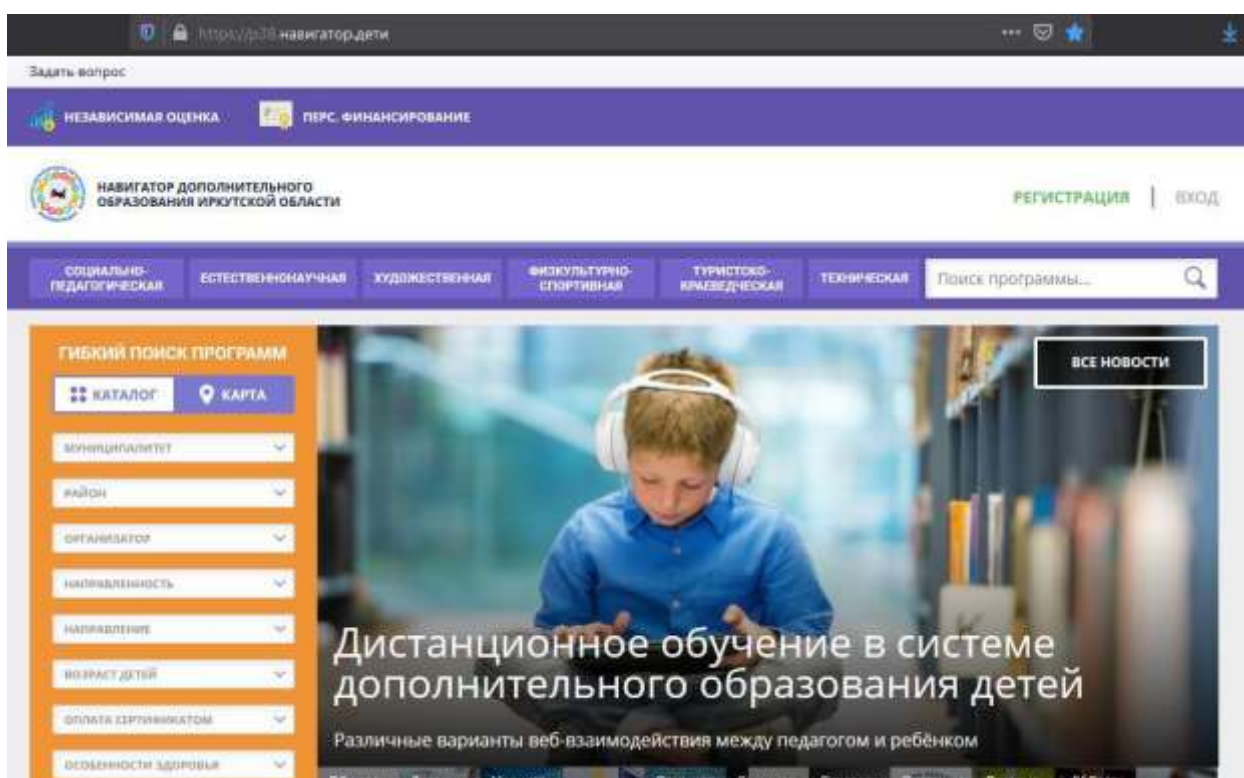 https://р38.навигатор.дети
Задать вопрос
НЕЗАВИСИМАЯ ОЦЕНКА
ПЕРС. ФИНАНСИРОВАНИЕ
НАВИГАТОР ДОПОЛНИТЕЛЬНОГО
ОБРАЗОВАНИЯ ИРКУТСКОЙ ОБЛАСТИ
РЕГИСТРАЦИЯ | ВХОД
СОЦИАЛЬНО-
ПЕДАГОГИЧЕСКАЯ
ЕСТЕСТВЕННОНАУЧНАЯ
ХУДОЖЕСТВЕННАЯ
ФИЗКУЛЬТУРНО-
СПОРТИВНАЯ
ТУРИСТСКО-
КРАЕВЕДЧЕСКАЯ
ТЕХНИЧЕСКАЯ
Поиск программы...
ГИБКИЙ ПОИСК ПРОГРАММ
КАТАЛОГ
КАРТА
МУНИЦИПАЛИТЕТ
РАЙОН
ОРГАНИЗАТОР
НАПРАВЛЕННОСТЬ
НАПРАВЛЕНИЕ
ВОЗРАСТ ДЕТЕЙ
ОПЛАТА СЕРТИФИКАТОМ
ОСОБЕННОСТИ ЗДОРОВЬЯ
ВСЕ НОВОСТИ
Дистанционное обучение в системе
дополнительного образования детей
Различные варианты веб-взаимодействия между педагогом и ребёнком